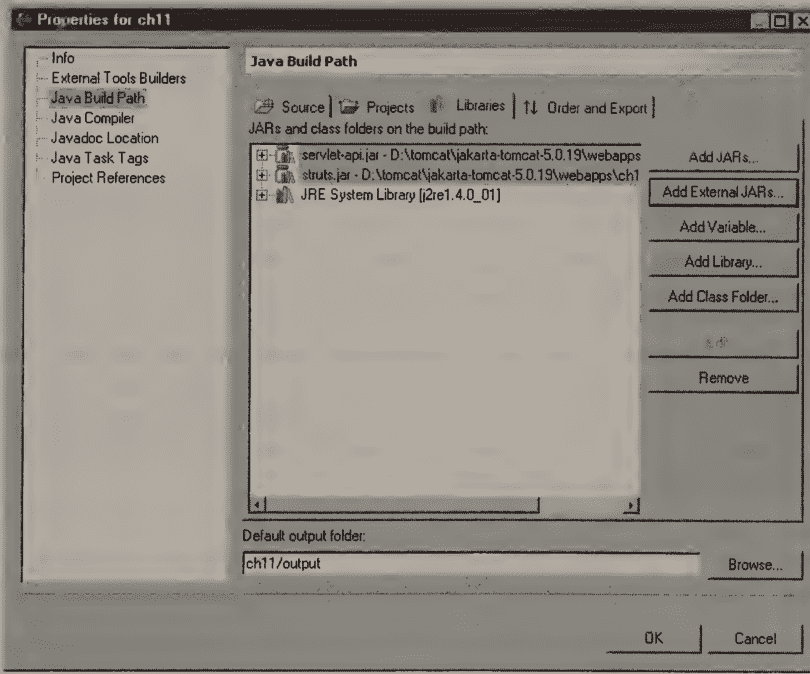 Properties for ch11
Info
External Tools Builders
Java Build Path
Java Compiler
Javadoc Location
Java Task Tags
Project References
Java Build Path
Source
Projects
Libraries
Order and Export
JARs and class folders on the build path:
servlet-api.jar - D:\tomcat\jakarta-tomcat-5.0.19\webapps
struts.jar - D:\tomcat\jakarta-tomcat-5.0.19\webapps\ch1
JRE System Library [j2re1.4.0_01]
Add JARs...
Add External JARs...
Add Variable...
Add Library...
Add Class Folder...
Remove
Default output folder:
ch11/output
Browse...
OK
Cancel